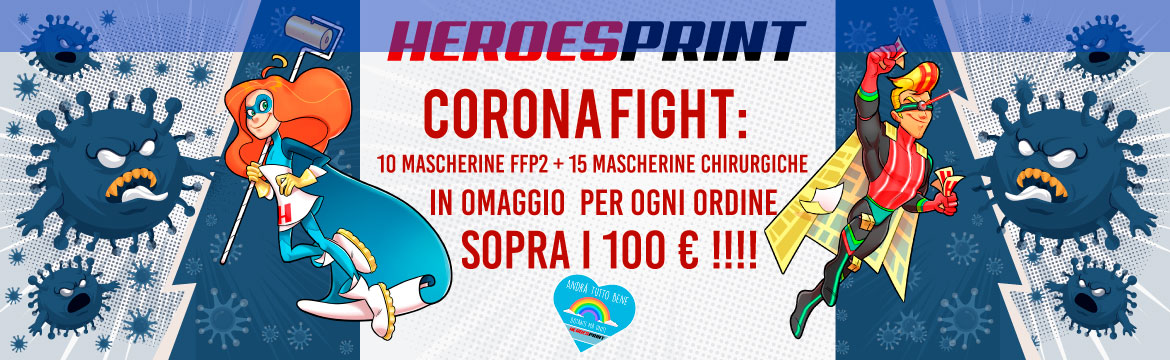 HEROESPRINT
CORONA FIGHT:
10 MASCHERINE FFP2 + 15 MASCHERINE CHIRURGICHE
IN OMAGGIO PER OGNI ORDINE
SOPRA I 100 € !!!!
ANDRÀ TUTTO BENE
HEROESPRINT
H